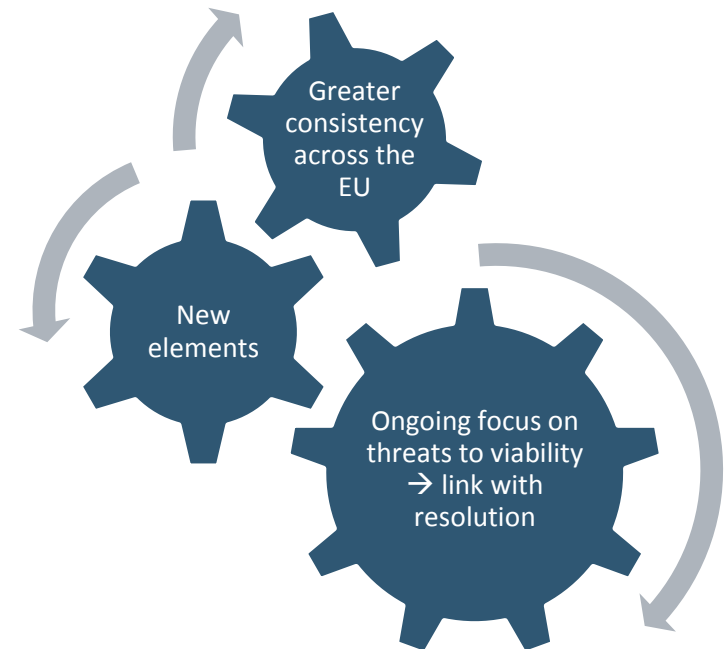 Greater
consistency
across the
EU
New
elements
Ongoing focus on
threats to viability
→ link with
resolution